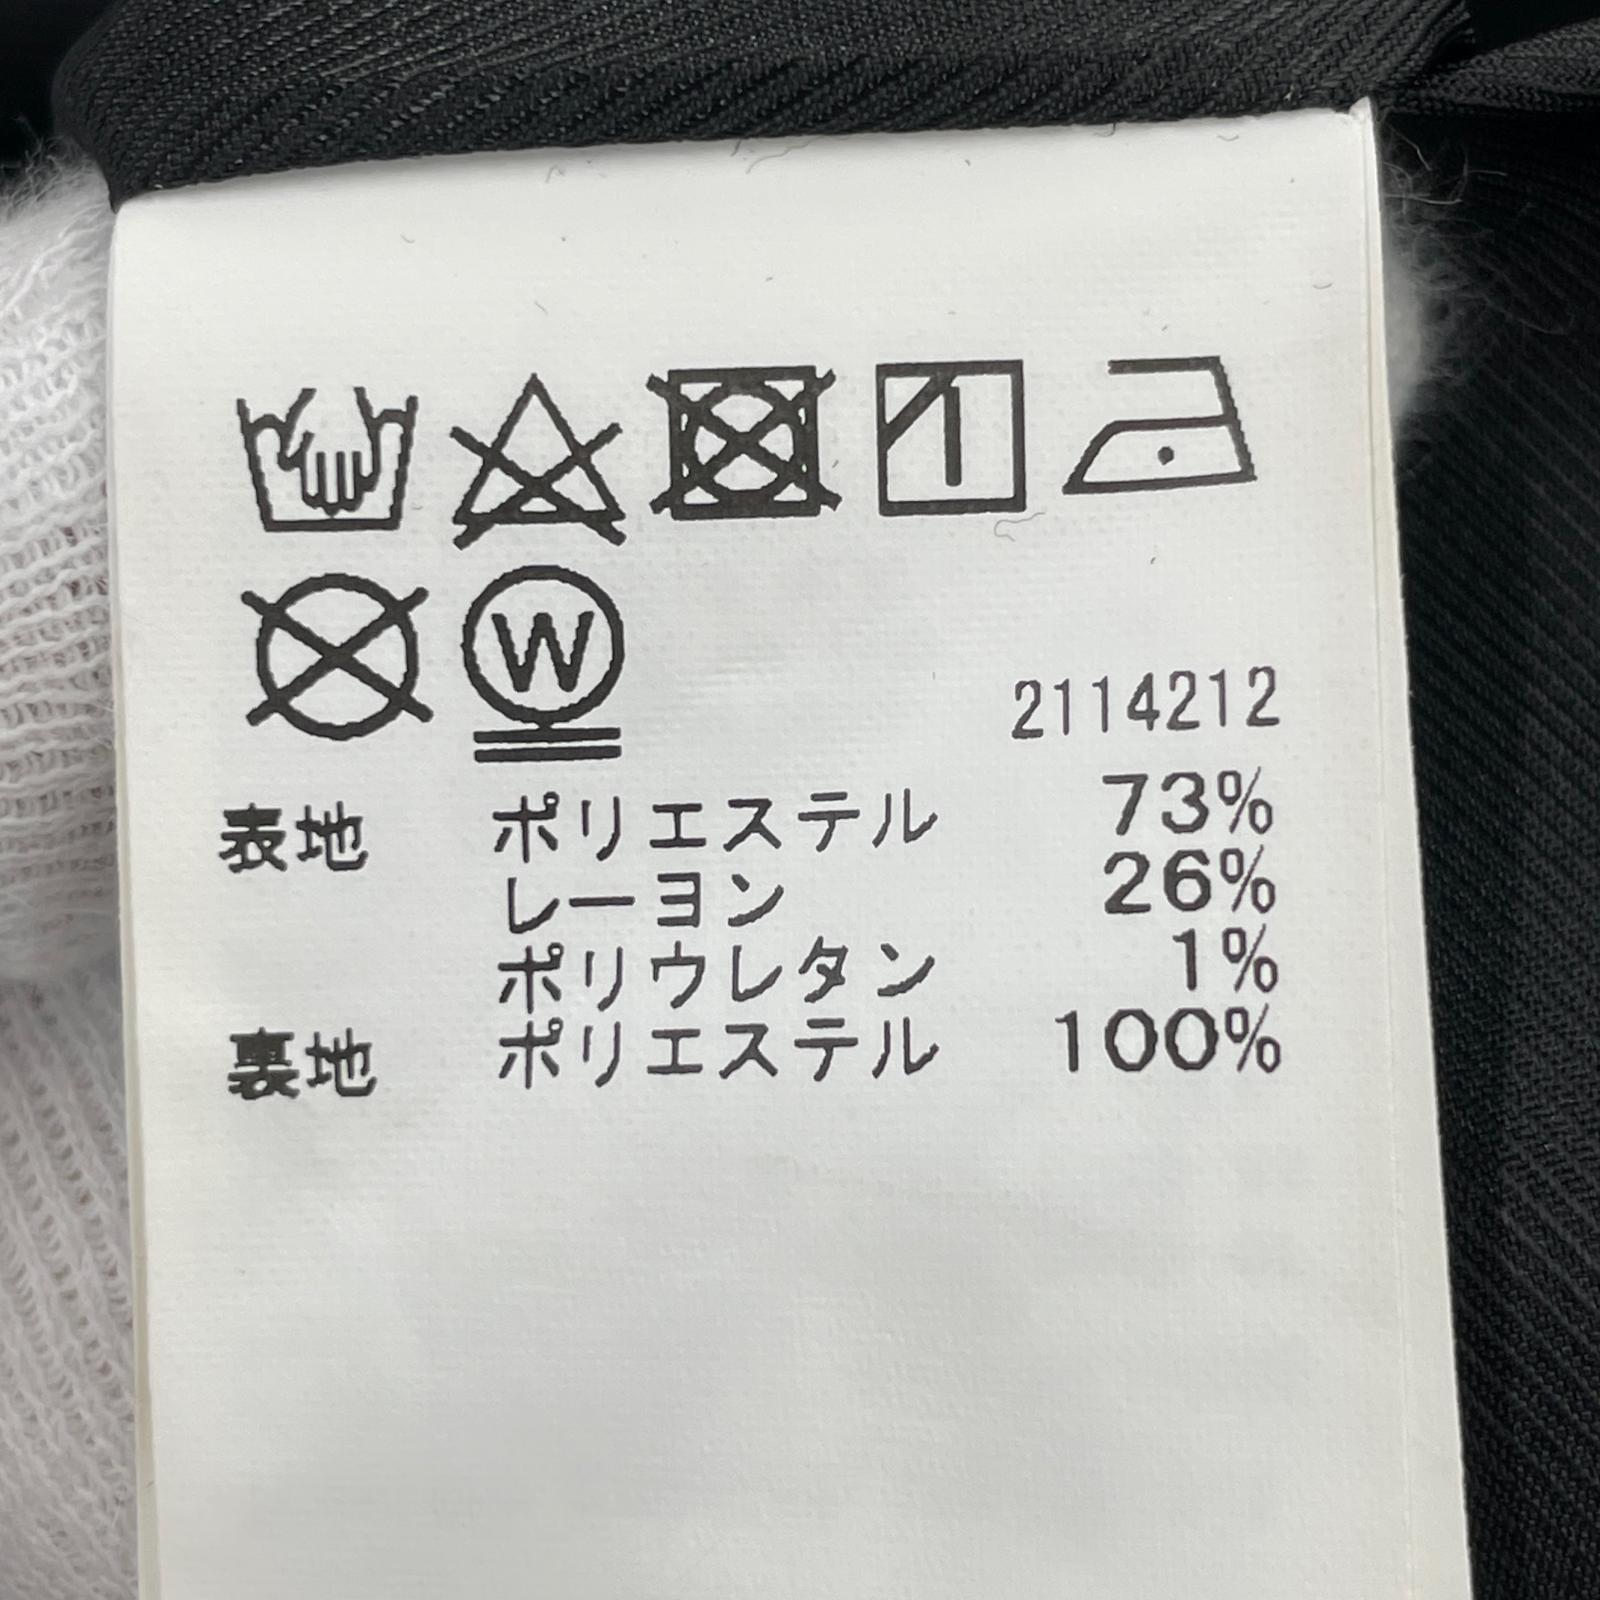 W
2114212
表地 ポリエステル 73%
レーヨン 26%
ポリウレタン 1%
裏地 ポリエステル 100%